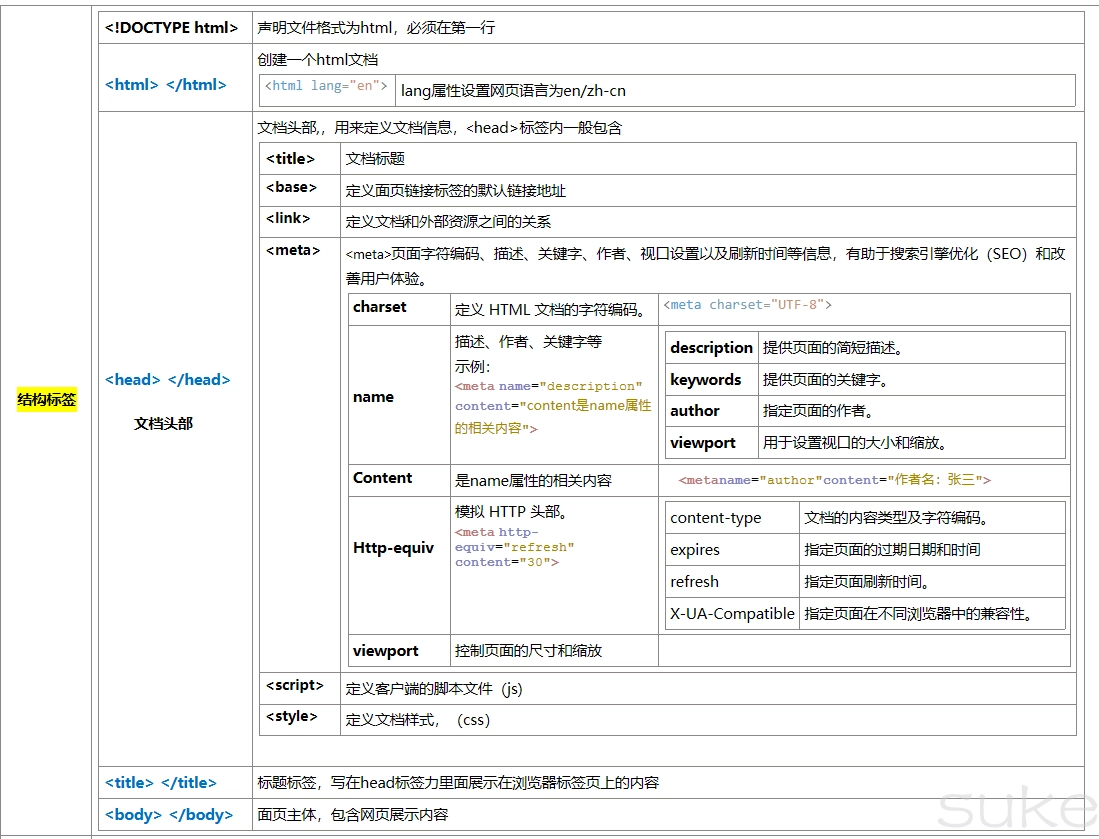 <!DOCTYPE html>
声明文件格式为html，必须在第一行
<html> </html>
创建一个html文档
<html lang="en">
lang属性设置网页语言为en/zh-cn
结构标签
<head> </head>
文档头部
文档头部,，用来定义文档信息，<head>标签内一般包含
<title>
文档标题
<base>
定义面页链接标签的默认链接地址
<link>
定义文档和外部资源之间的关系
<meta>
<meta>页面字符编码、描述、关键字、作者、视口设置以及刷新时间等信息，有助于搜索引擎优化（SEO）和改
善用户体验。
charset
定义 HTML 文档的字符编码。
<meta charset="UTF-8">
name
描述、作者、关键字等
示例：
<meta name="description"
content="content是name属性
的相关内容">
description
提供页面的简短描述。
keywords
提供页面的关键字。
author
指定页面的作者。
viewport
用于设置视口的大小和缩放。
Content
是name属性的相关内容
<metaname="author"content="作者名：张三">
Http-equiv
模拟 HTTP 头部。
<meta http-
equiv="refresh"
content="30">
content-type
文档的内容类型及字符编码。
expires
指定页面的过期日期和时间
refresh
指定页面刷新时间。
X-UA-Compatible
指定页面在不同浏览器中的兼容性。
viewport
控制页面的尺寸和缩放
<script>
定义客户端的脚本文件（js)
<style>
定义文档样式，（css）
<title> </title>
标题标签，写在head标签力里面展示在浏览器标签页上的内容
<body> </body>
面页主体，包含网页展示内容
suke